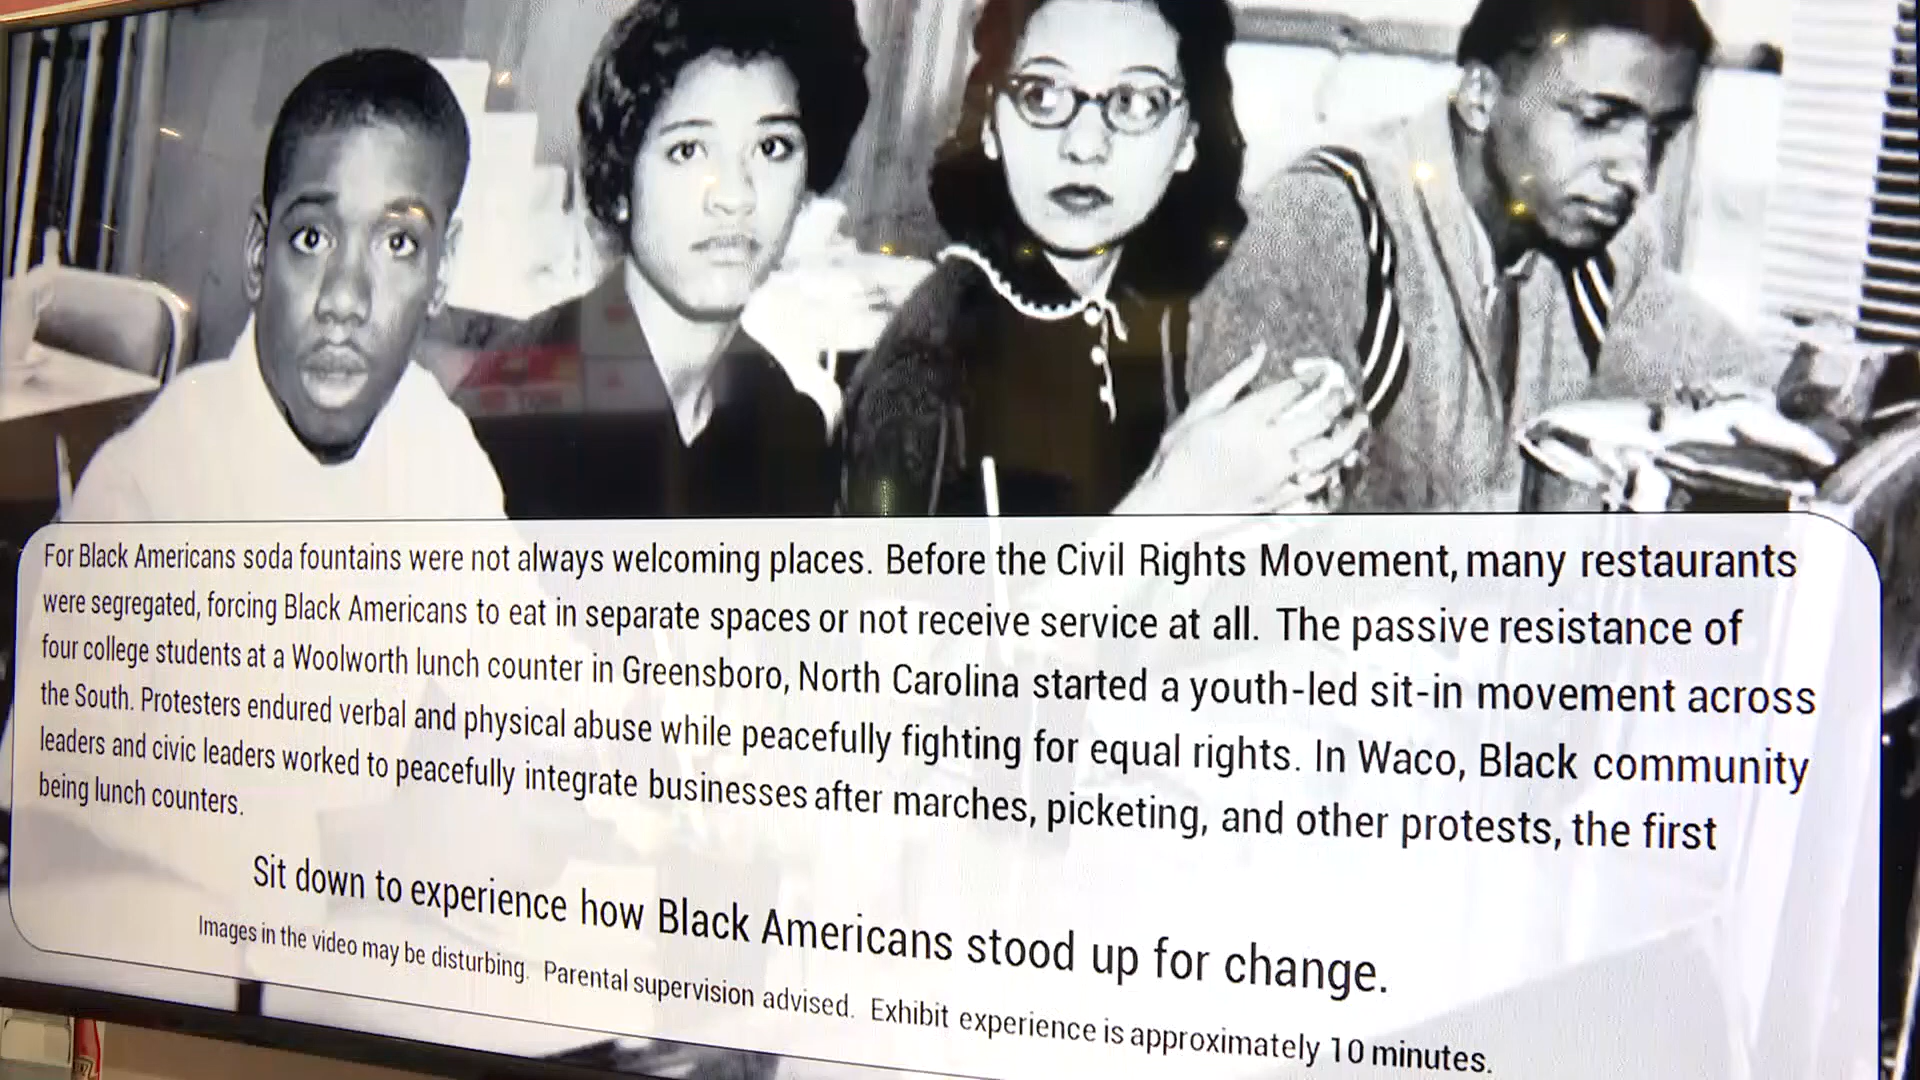 For Black Americans soda fountains were not always welcoming places. Before the Civil Rights Movement, many restaurants
were segregated, forcing Black Americans to eat in separate spaces or not receive service at all. The passive resistance of
four college students at a Woolworth lunch counter in Greensboro, North Carolina started a youth-led sit-in movement across
the South. Protesters endured verbal and physical abuse while peacefully fighting for equal rights. In Waco, Black community
leaders and civic leaders worked to peacefully integrate businesses after marches, picketing, and other protests, the first
being lunch counters.
Sit down to experience how Black Americans stood up for change.
Images in the video may be disturbing. Parental supervision advised. Exhibit experience is approximately 10 minutes.